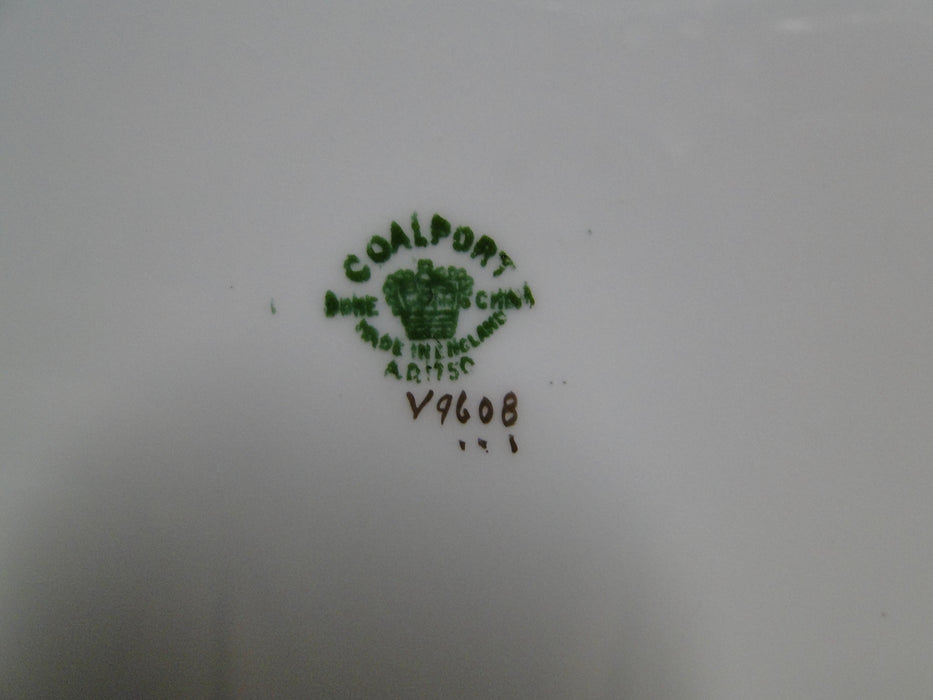 COALPORT
BONE CHINA
MADE IN ENGLAND
A.D. 1750
V9608